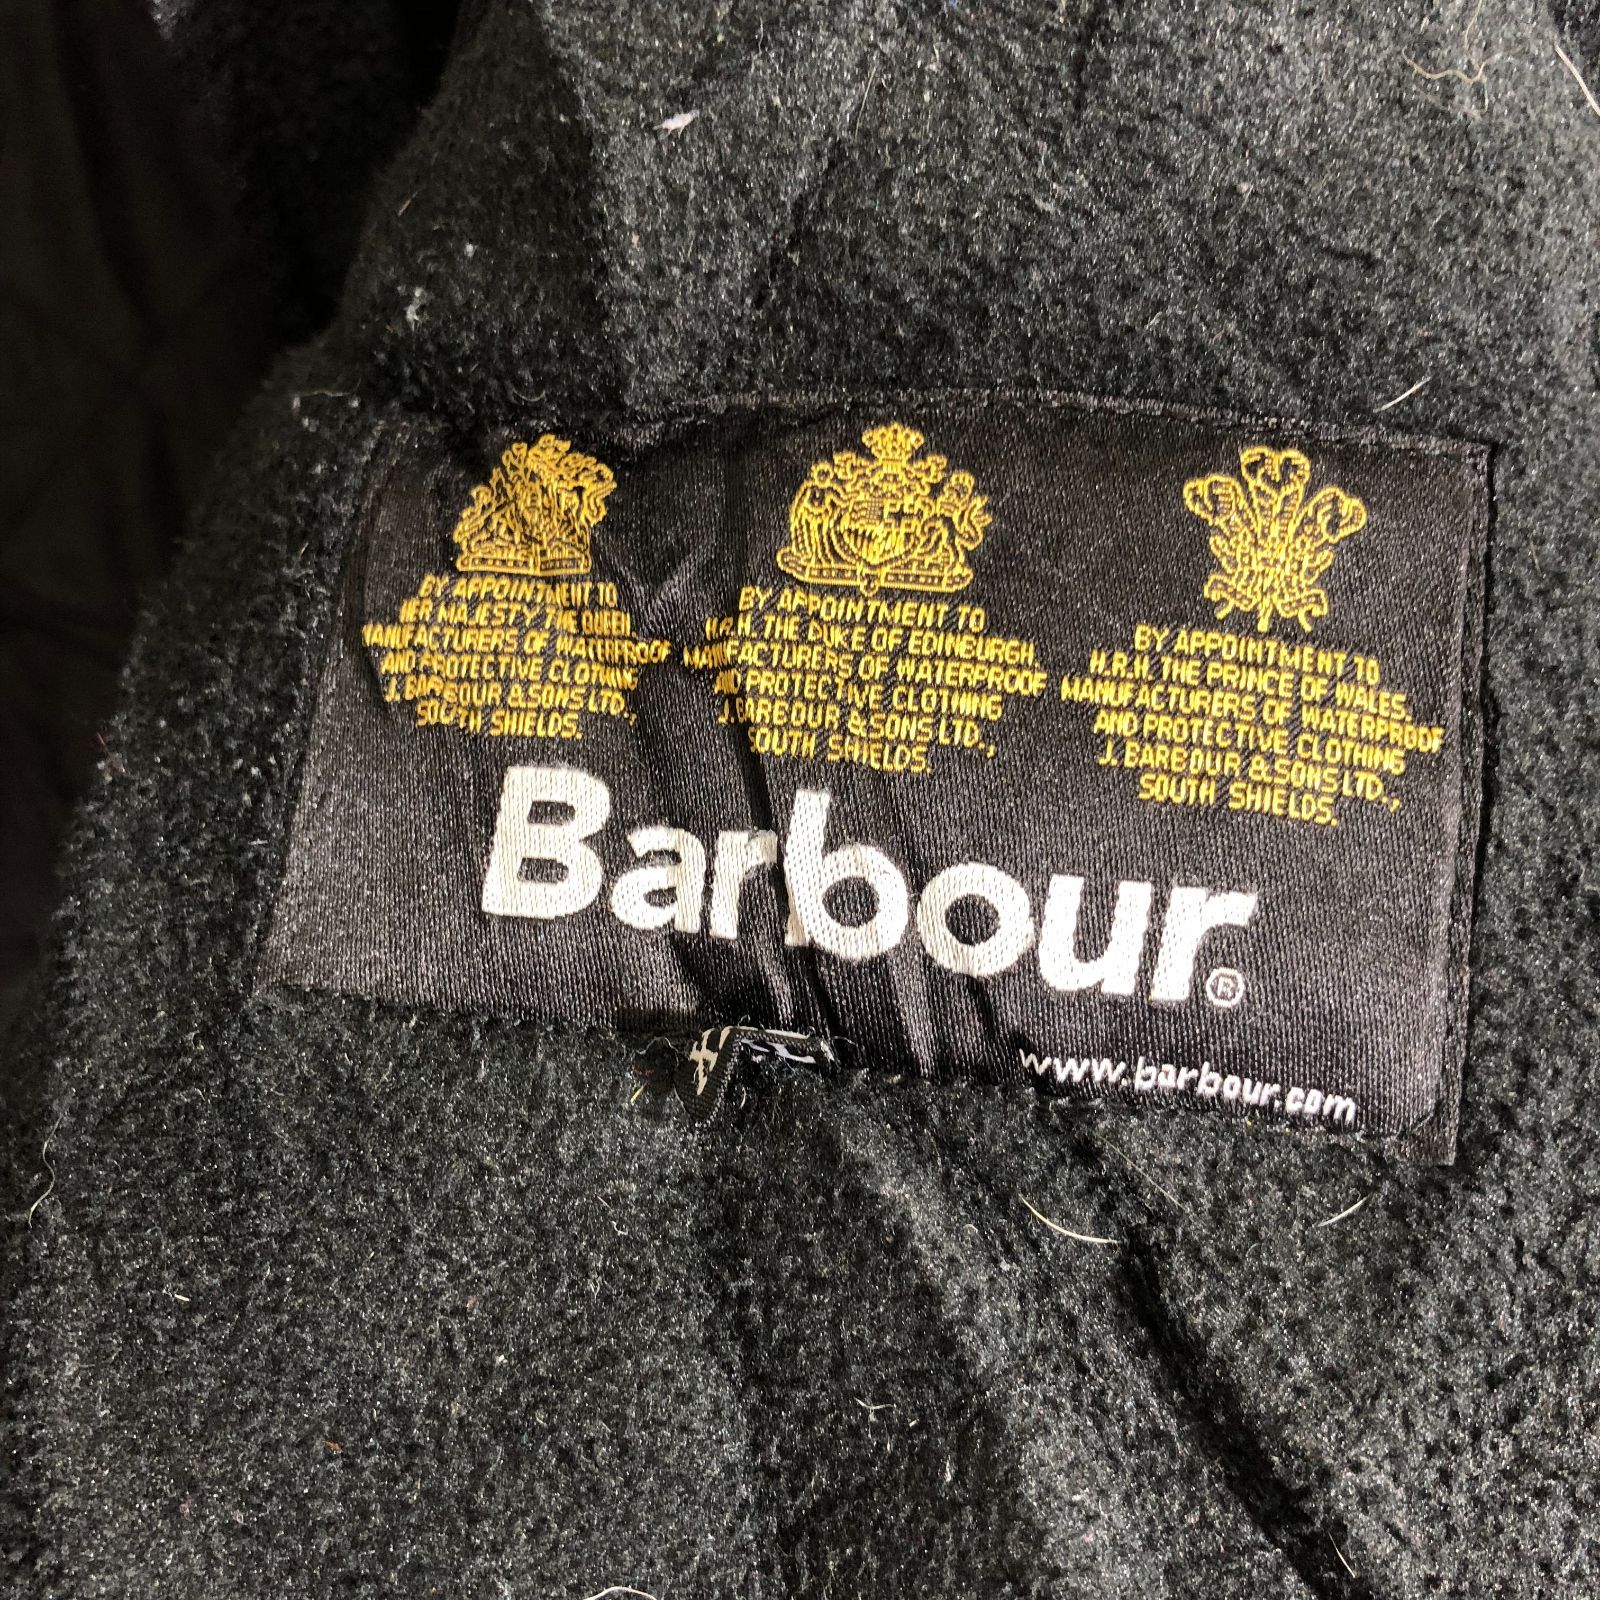 BY APPOINTMENT TO
HER MAJESTY THE QUEEN
MANUFACTURERS OF WATERPROOF
AND PROTECTIVE CLOTHING
J. BARBOUR & SONS LTD.,
SOUTH SHIELDS.
BY APPOINTMENT TO
H.R.H. THE DUKE OF EDINBURGH
MANUFACTURERS OF WATERPROOF
AND PROTECTIVE CLOTHING
J. BARBOUR & SONS LTD.,
SOUTH SHIELDS.
BY APPOINTMENT TO
H.R.H. THE PRINCE OF WALES
MANUFACTURERS OF WATERPROOF
AND PROTECTIVE CLOTHING
J. BARBOUR & SONS LTD.,
SOUTH SHIELDS.
Barbour®
www.barbour.com